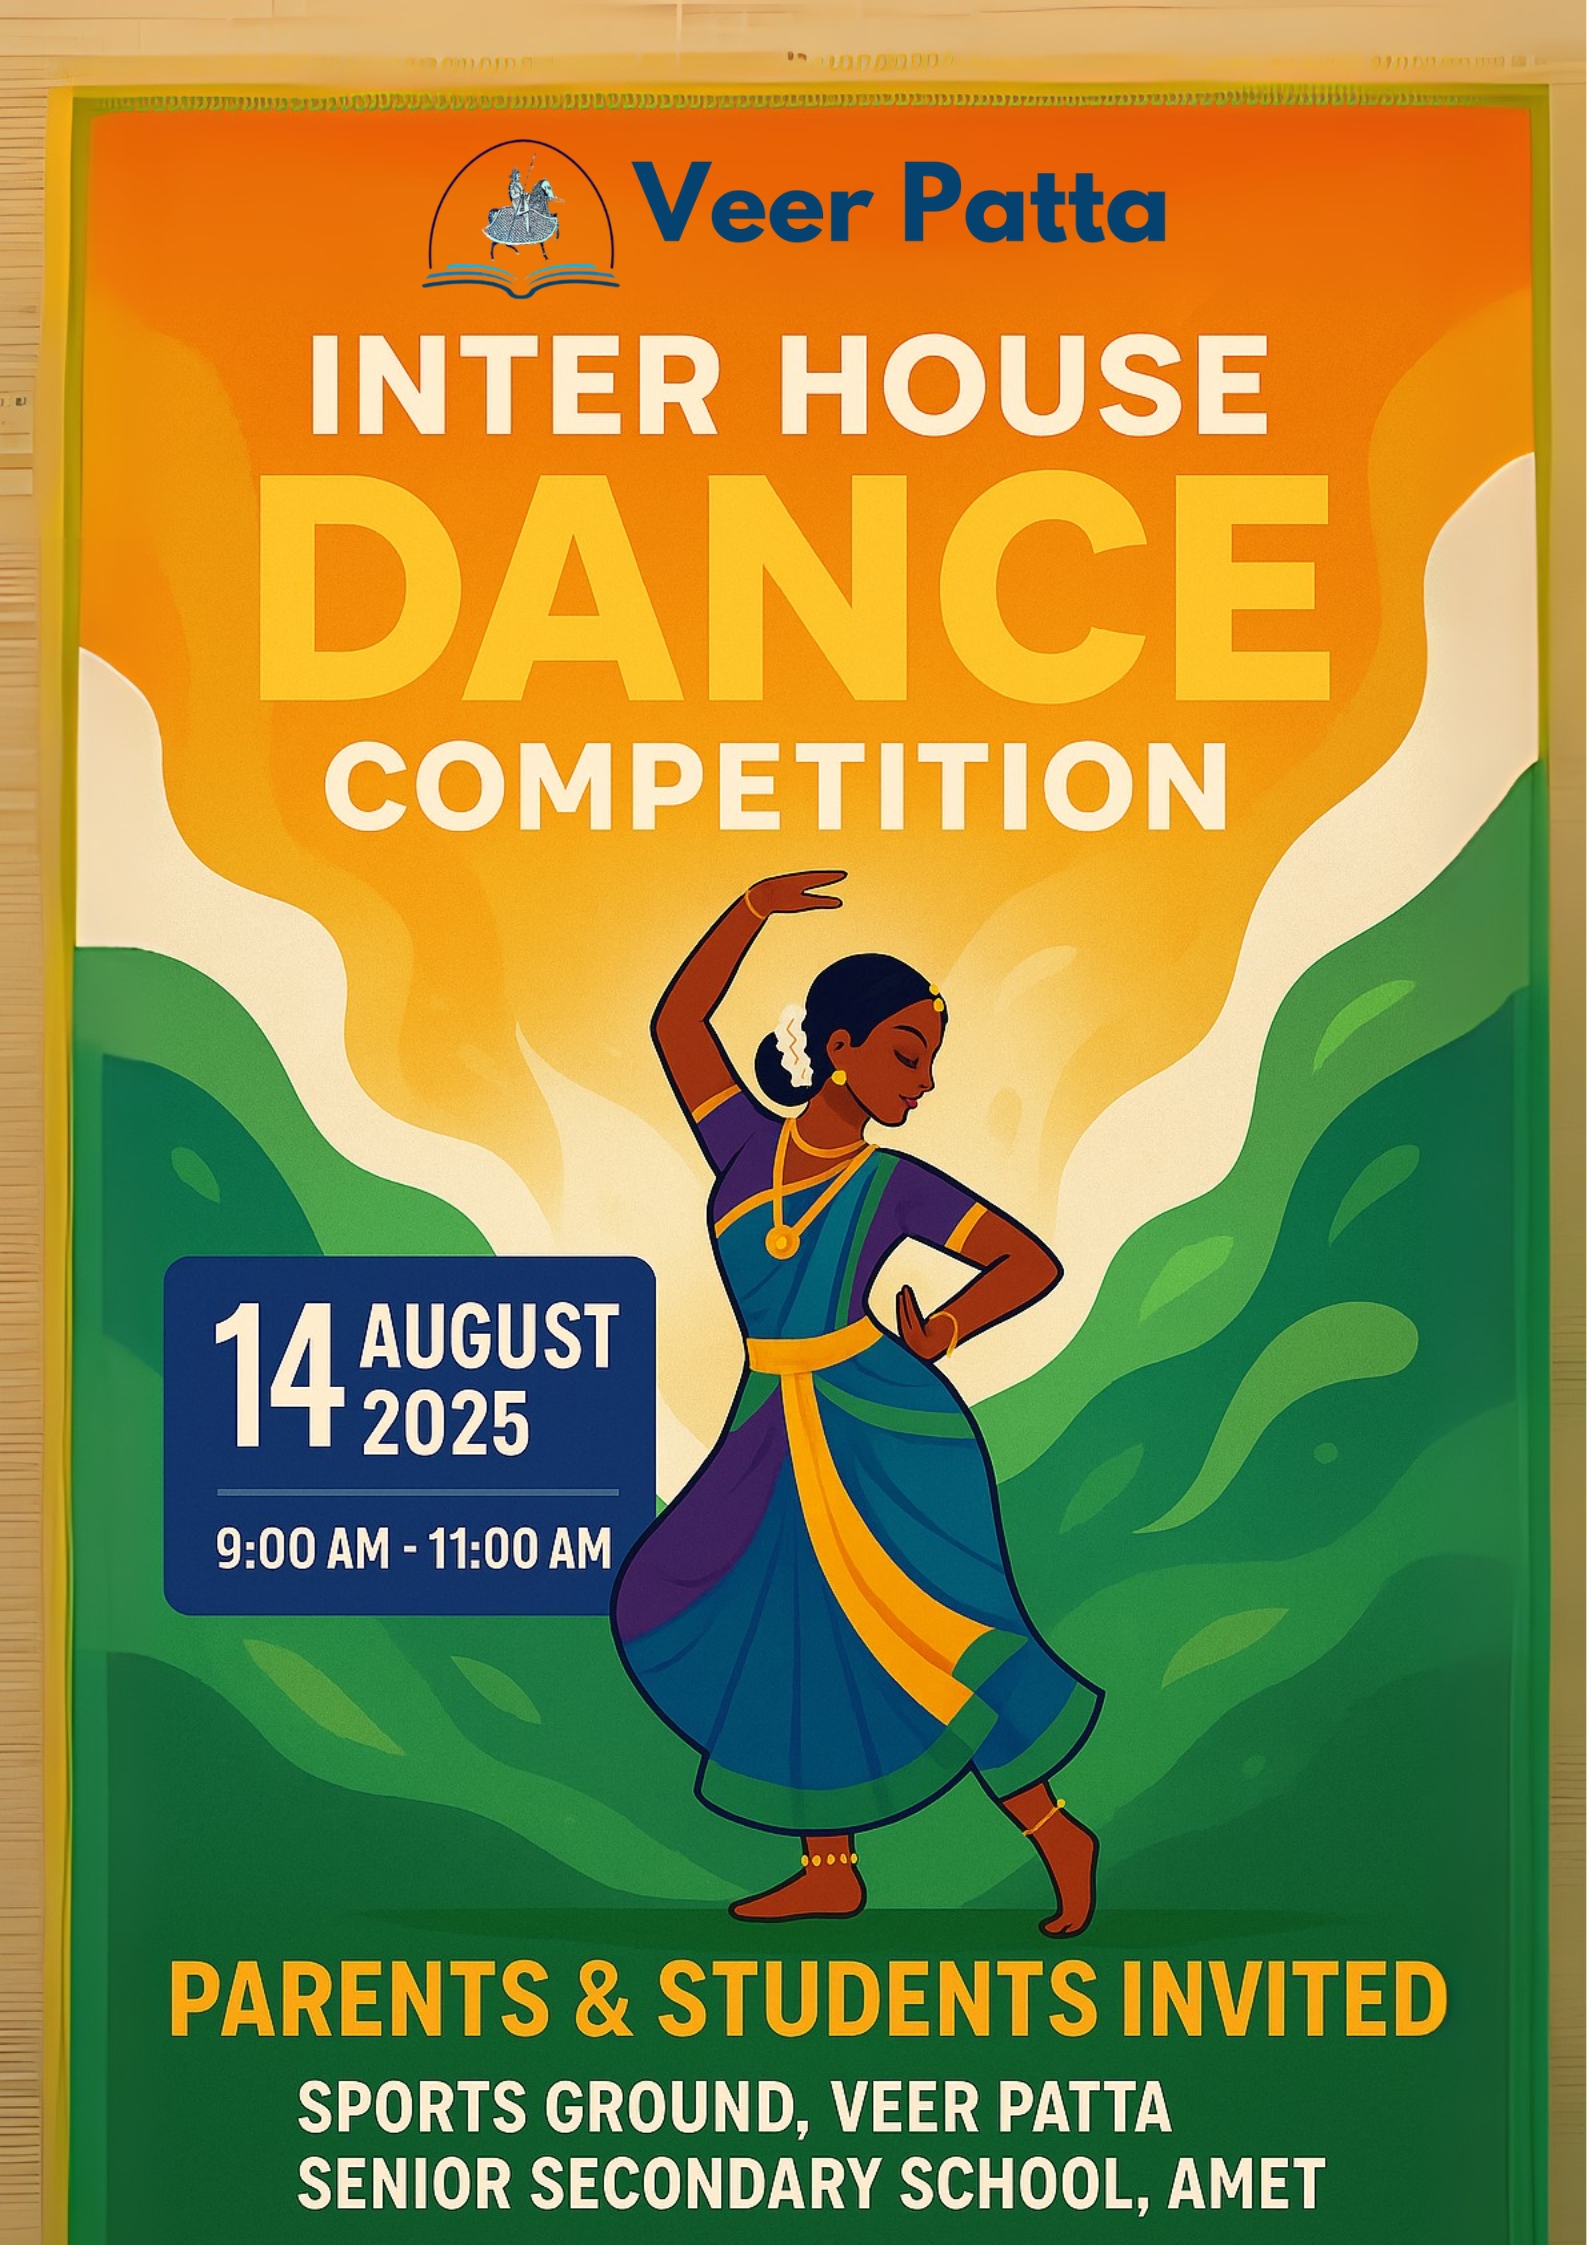 Veer Patta
INTER HOUSE
DANCE
COMPETITION
14 AUGUST
2025
9:00 AM - 11:00 AM
PARENTS & STUDENTS INVITED
SPORTS GROUND, VEER PATTA
SENIOR SECONDARY SCHOOL, AMET